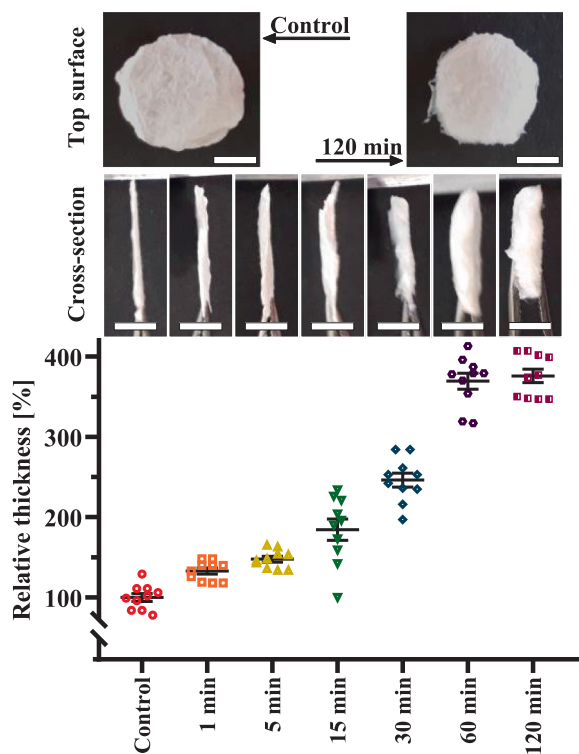 Top surface
Control
120 min
Cross-section
Relative thickness [%]
400
300
200
100
Control
1 min
5 min
15 min
30 min
60 min
120 min